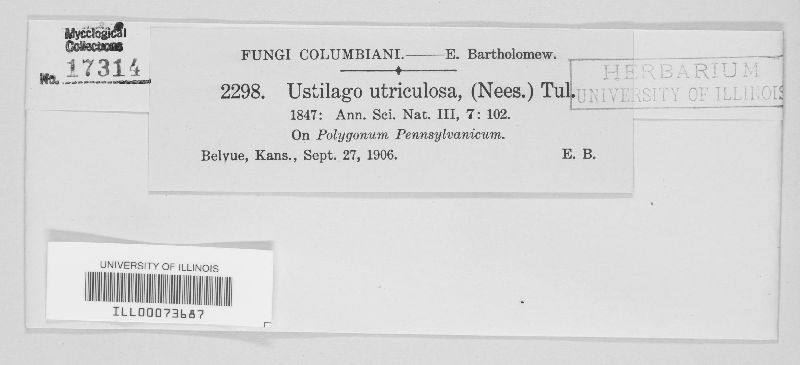 Mycological
Collections
No. 17314
FUNGI COLUMBIANI.—E. Bartholomew.
2298. Ustilago utriculosa, (Nees.) Tul.
1847: Ann. Sci. Nat. III, 7: 102.
On Polygonum Pennsylvanicum.
Belvue, Kans., Sept. 27, 1906. E. B.
HERBARIUM
UNIVERSITY OF ILLINOIS
UNIVERSITY OF ILLINOIS
ILL00073687